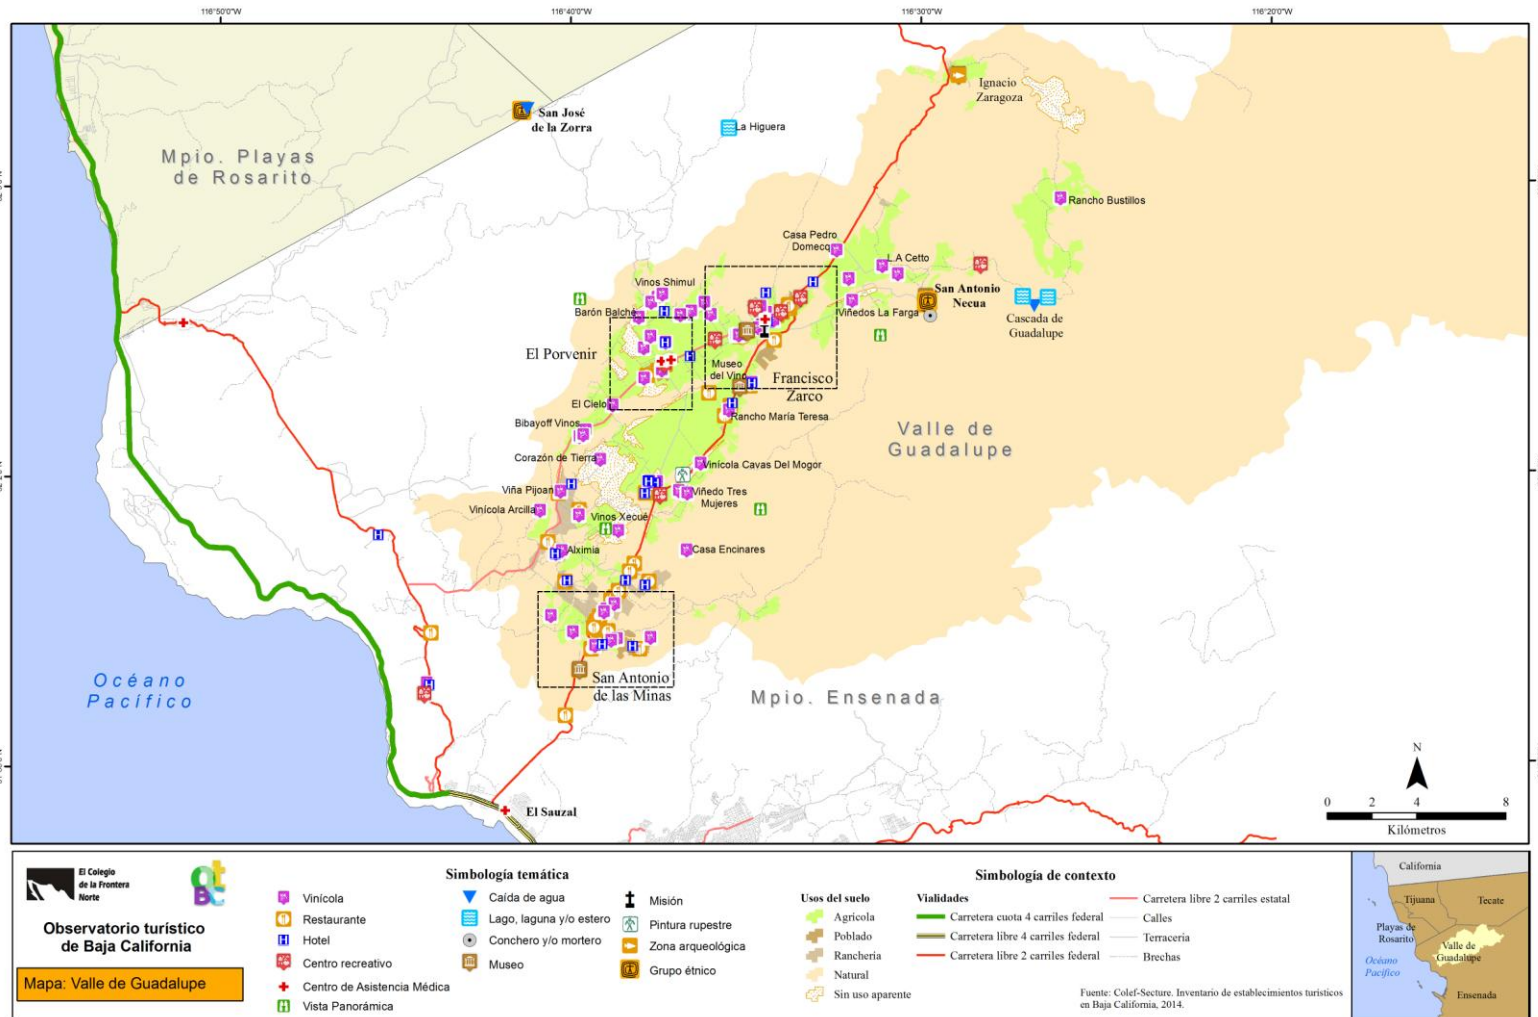 116°50'0"W
116°40'0"W
116°30'0"W
116°20'0"W
Ignacio
Zaragoza
San José
de la Zorra
La Higuera
Mpio. Playas
de Rosarito
Rancho Bustillos
Casa Pedro
Domecq
L.A Cetto
Vinos Shimul
San Antonio
Necua
Barón Balché
Viñedos La Farga
Cascada de
Guadalupe
El Porvenir
Museo
del Vino
Francisco
Zarco
El Cielo
Rancho María Teresa
Bibayoff Vinos
Valle de
Guadalupe
Corazón de Tierra
Vinícola Cavas Del Mogor
Viña Pijoan
Viñedo Tres
Mujeres
Vinícola Arcilla
Vinos Xecué
Alximia
Casa Encinares
Océano
Pacífico
San Antonio
de las Minas
Mpio. Ensenada
El Sauzal
N
0 2 4 8
Kilómetros
El Colegio
de la Frontera
Norte
otBC
Observatorio turístico
de Baja California
Mapa: Valle de Guadalupe
Simbología temática
Vinícola
Restaurante
Hotel
Centro recreativo
Centro de Asistencia Médica
Vista Panorámica
Caída de agua
Lago, laguna y/o estero
Conchero y/o mortero
Museo
Misión
Pintura rupestre
Zona arqueológica
Grupo étnico
Simbología de contexto
Usos del suelo
Agrícola
Poblado
Rancheria
Natural
Sin uso aparente
Vialidades
Carretera cuota 4 carriles federal
Carretera libre 4 carriles federal
Carretera libre 2 carriles federal
Carretera libre 2 carriles estatal
Calles
Terraceria
Brechas
Fuente: Colef-Secture. Inventario de establecimientos turísticos
en Baja California, 2014.
California
Tijuana
Tecate
Playas de
Rosarito
Valle de
Guadalupe
Océano
Pacífico
Ensenada